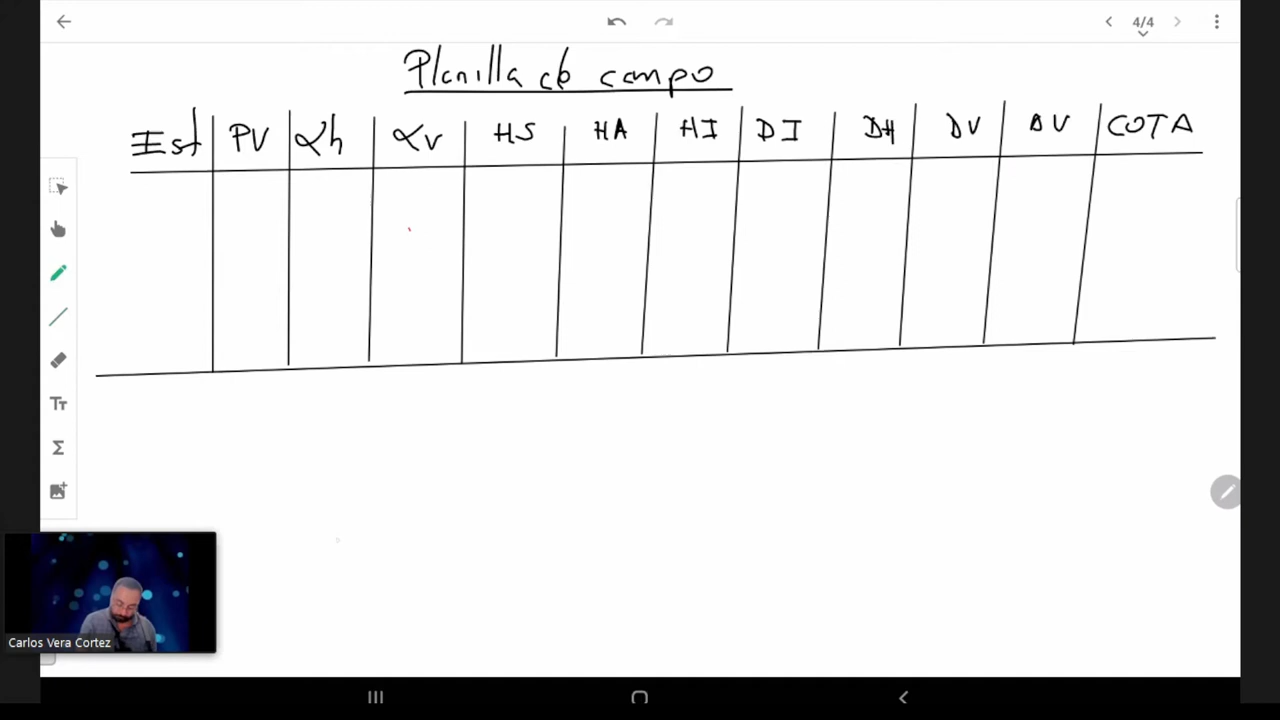 4/4
Planilla de campo
Est PV αh αv HS HA HI DI DH DV ΔV COTA
Tт
Σ
Carlos Vera Cortez